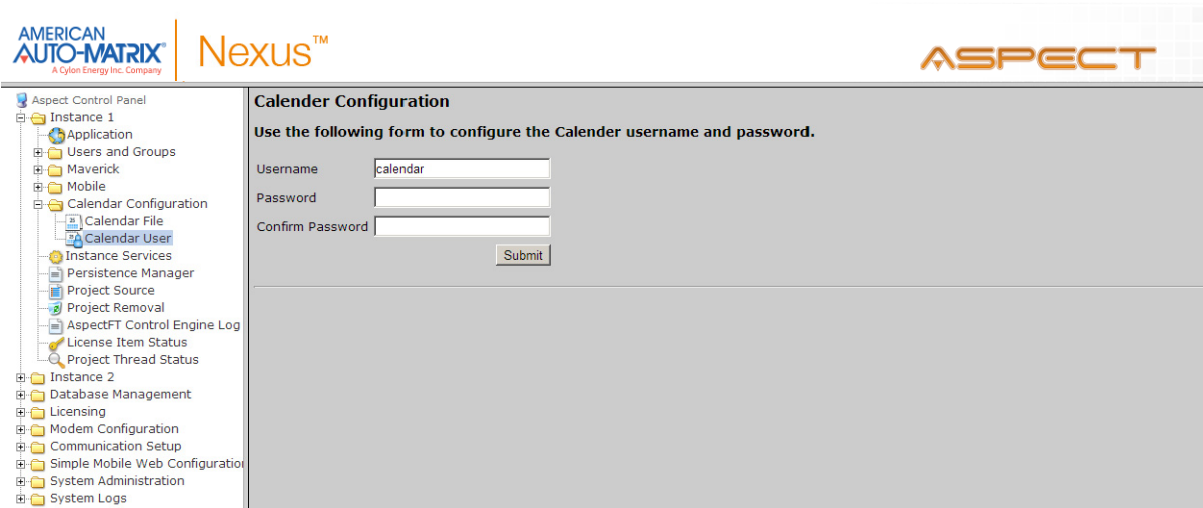 AMERICAN
AUTO-MATRIX®
A Cylon Energy Inc. Company
Nexus™
ASPECT
Aspect Control Panel
Instance 1
Application
Users and Groups
Maverick
Mobile
Calendar Configuration
Calendar File
Calendar User
Instance Services
Persistence Manager
Project Source
Project Removal
AspectFT Control Engine Log
License Item Status
Project Thread Status
Instance 2
Database Management
Licensing
Modem Configuration
Communication Setup
Simple Mobile Web Configuration
System Administration
System Logs
Calender Configuration
Use the following form to configure the Calender username and password.
Username calendar
Password
Confirm Password
Submit